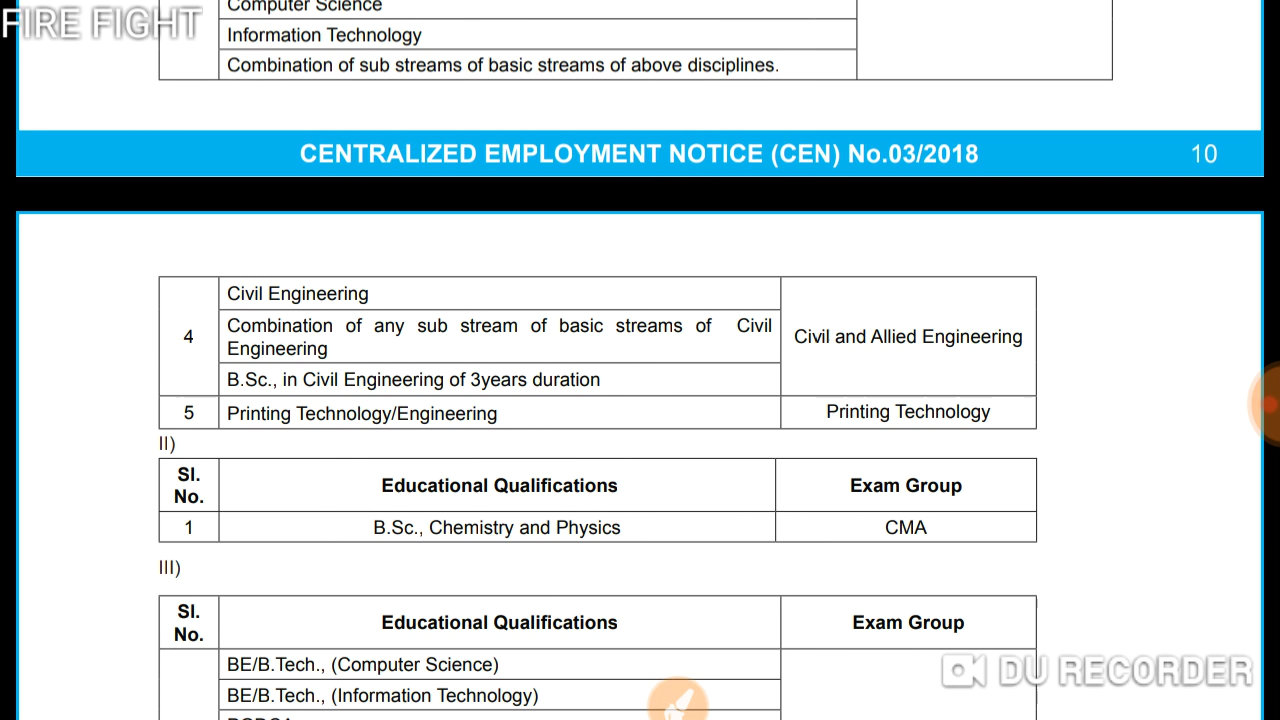 FIRE FIGHT
Computer Science
Information Technology
Combination of sub streams of basic streams of above disciplines.
CENTRALIZED EMPLOYMENT NOTICE (CEN) No.03/2018 10
4
Civil Engineering
Combination of any sub stream of basic streams of Civil
Engineering
B.Sc., in Civil Engineering of 3years duration
Civil and Allied Engineering
5 Printing Technology/Engineering Printing Technology
II)
Sl.
No.
Educational Qualifications Exam Group
1 B.Sc., Chemistry and Physics CMA
III)
Sl.
No.
Educational Qualifications Exam Group
BE/B.Tech., (Computer Science)
BE/B.Tech., (Information Technology)
DU RECORDER